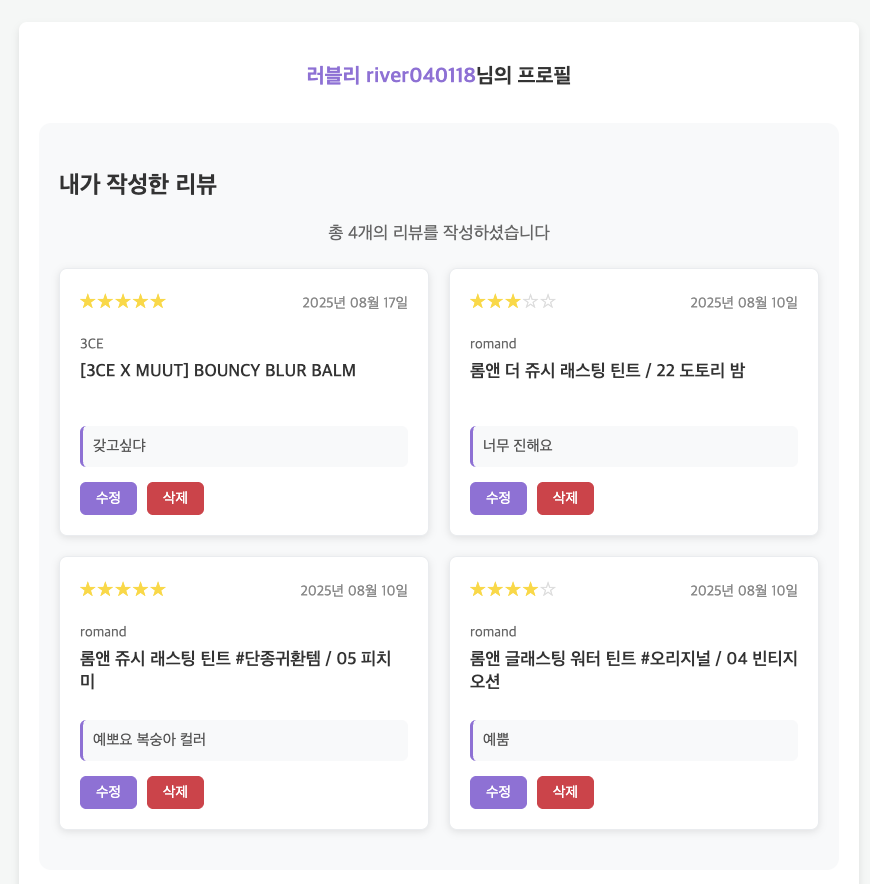 러블리 river040118님의 프로필
내가 작성한 리뷰
총 4개의 리뷰를 작성하셨습니다
★★★★★ 2025년 08월 17일
3CE
[3CE X MUUT] BOUNCY BLUR BALM
갖고싶댜
수정 삭제
★★★☆☆ 2025년 08월 10일
romand
롬앤 더 쥬시 래스팅 틴트 / 22 도토리 밤
너무 진해요
수정 삭제
★★★★★ 2025년 08월 10일
romand
롬앤 쥬시 래스팅 틴트 #단종귀환템 / 05 피치
미
예뽀요 복숭아 컬러
수정 삭제
★★★★☆ 2025년 08월 10일
romand
롬앤 글래스팅 워터 틴트 #오리지널 / 04 빈티지
오션
예쁨
수정 삭제